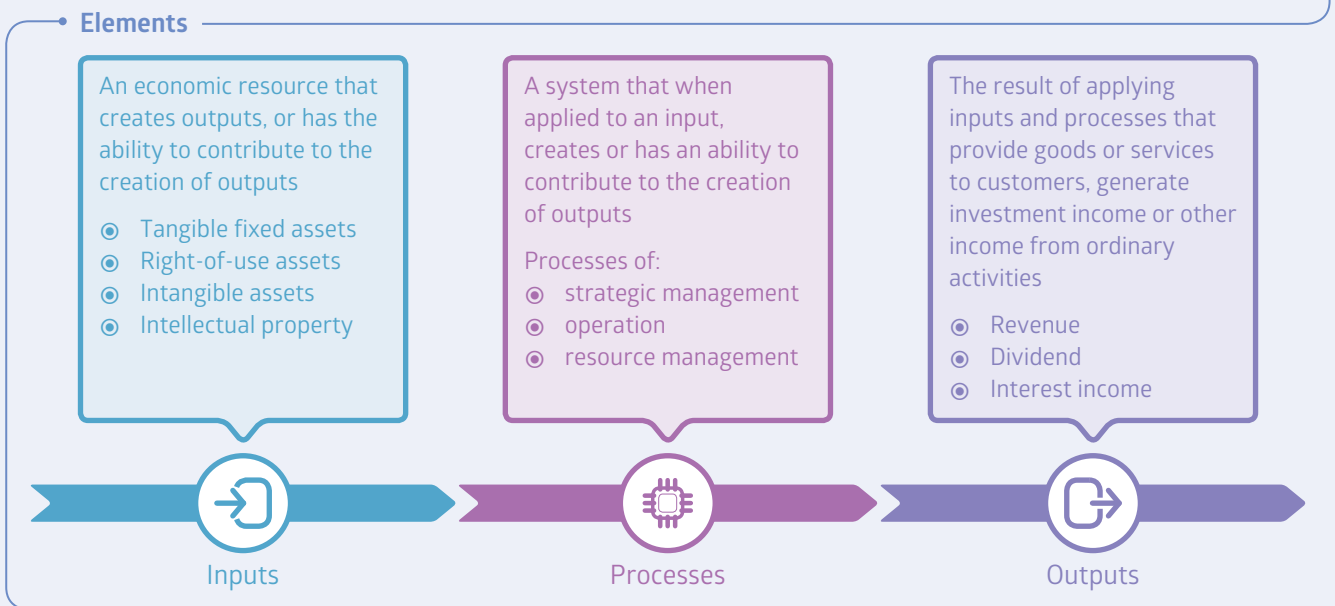 Elements
An economic resource that
creates outputs, or has the
ability to contribute to the
creation of outputs
Tangible fixed assets
Right-of-use assets
Intangible assets
Intellectual property
Inputs
A system that when
applied to an input,
creates or has an ability to
contribute to the creation
of outputs
Processes of:
strategic management
operation
resource management
Processes
The result of applying
inputs and processes that
provide goods or services
to customers, generate
investment income or other
income from ordinary
activities
Revenue
Dividend
Interest income
Outputs